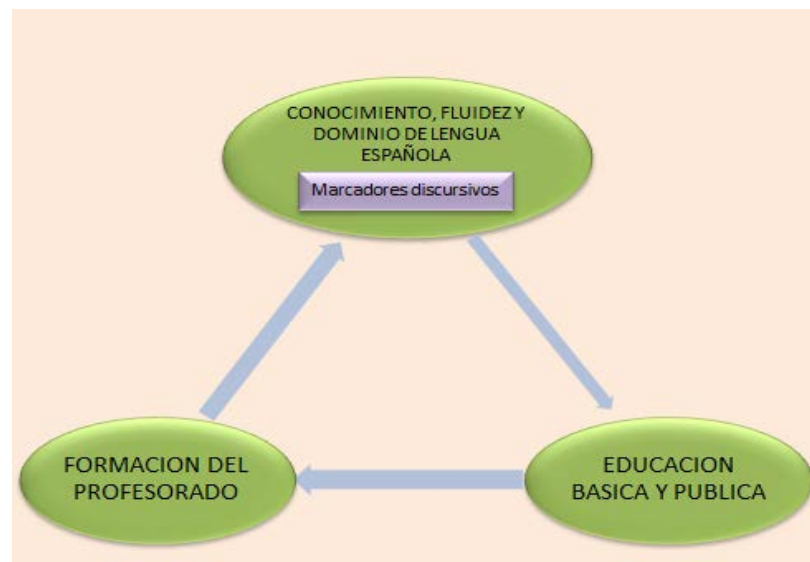 CONOCIMIENTO, FLUIDEZ Y
DOMINIO DE LENGUA
ESPAÑOLA
Marcadores discursivos
FORMACION DEL
PROFESORADO
EDUCACION
BASICA Y PUBLICA